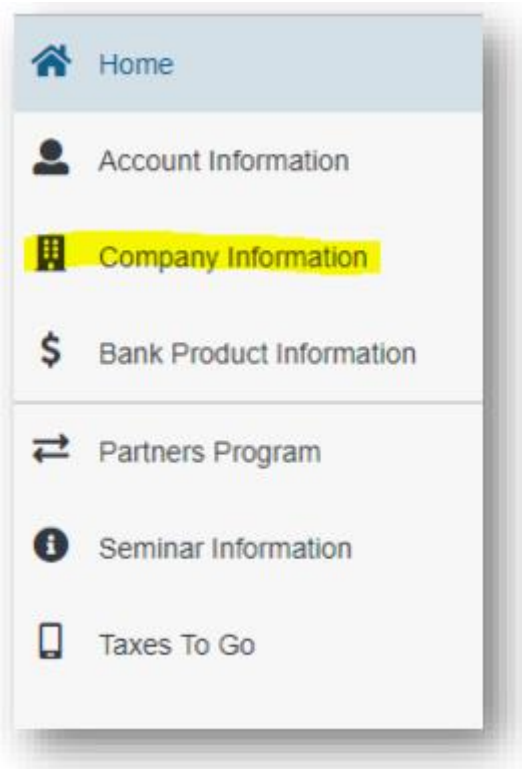 Home
Account Information
Company Information
Bank Product Information
Partners Program
Seminar Information
Taxes To Go